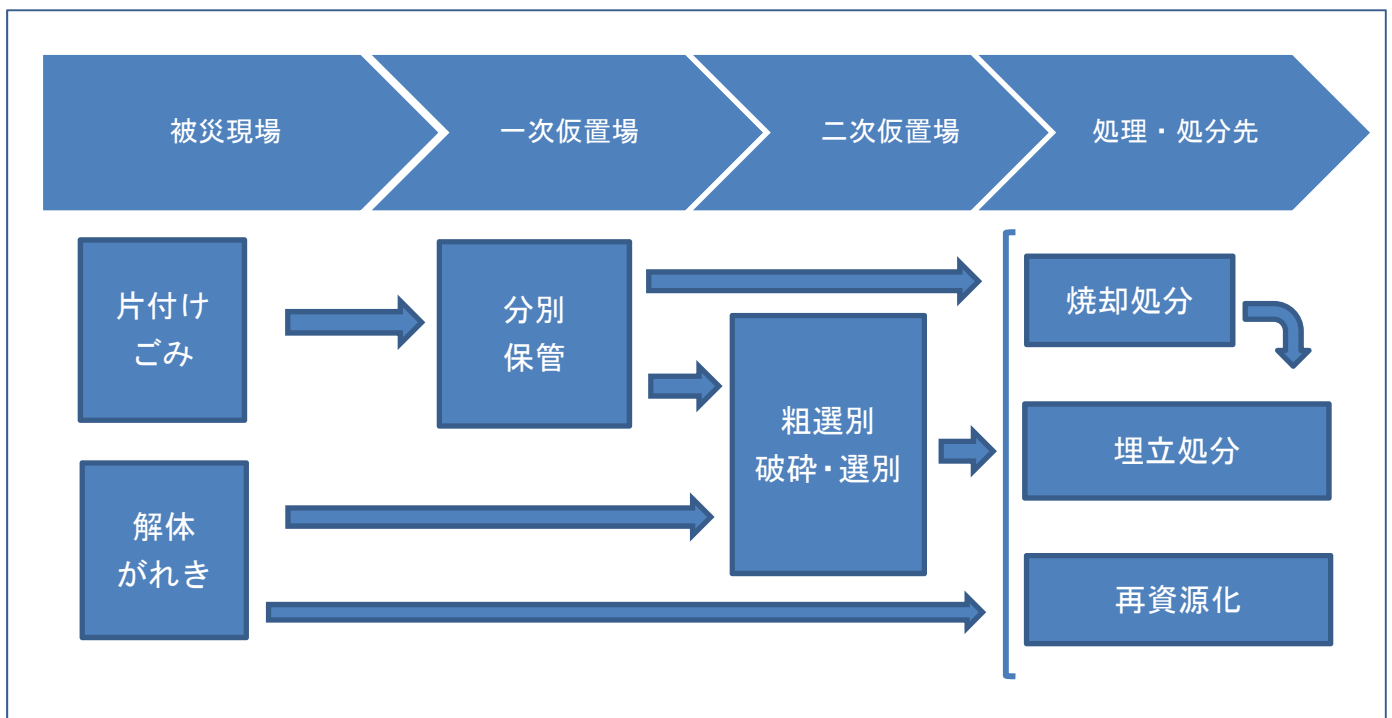 被災現場
一次仮置場
二次仮置場
処理・処分先
片付け
ごみ
分別
保管
焼却処分
粗選別
破砕・選別
埋立処分
解体
がれき
再資源化